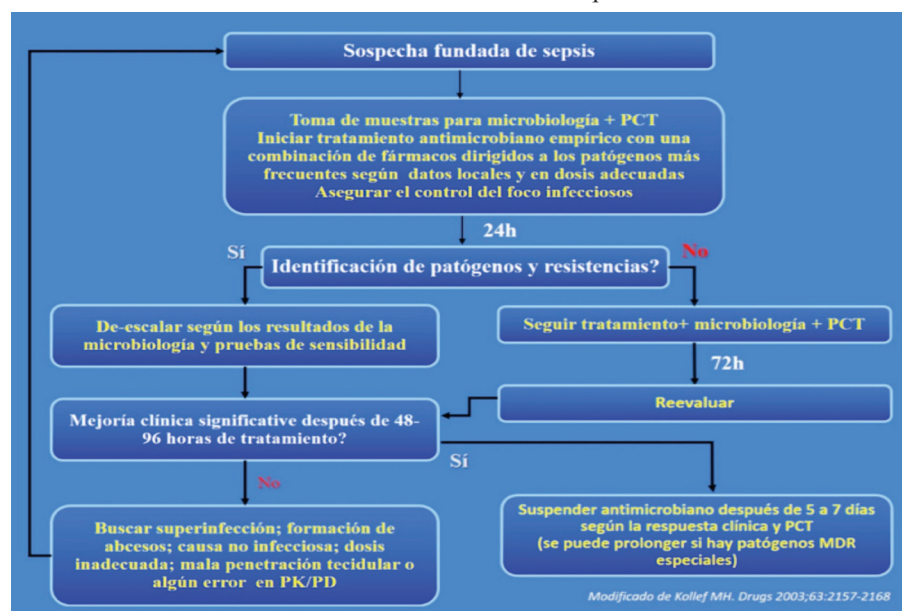 Sospecha fundada de sepsis
Toma de muestras para microbiología + PCT
Iniciar tratamiento antimicrobiano empírico con una
combinación de fármacos dirigidos a los patógenos más
frecuentes según datos locales y en dosis adecuadas
Asegurar el control del foco infecciosos
24h
Sí
No
Identificación de patógenos y resistencias?
De-escalar según los resultados de la
microbiología y pruebas de sensibilidad
Seguir tratamiento+ microbiología + PCT
72h
Reevaluar
Mejoría clínica significative después de 48-
96 horas de tratamiento?
Sí
No
Buscar superinfección; formación de
abcesos; causa no infecciosa; dosis
inadecuada; mala penetración tecidular o
algún error en PK/PD
Suspender antimicrobiano después de 5 a 7 días
según la respuesta clínica y PCT
(se puede prolonger si hay patógenos MDR
especiales)
Modificado de Kollef MH. Drugs 2003;63:2157-2168